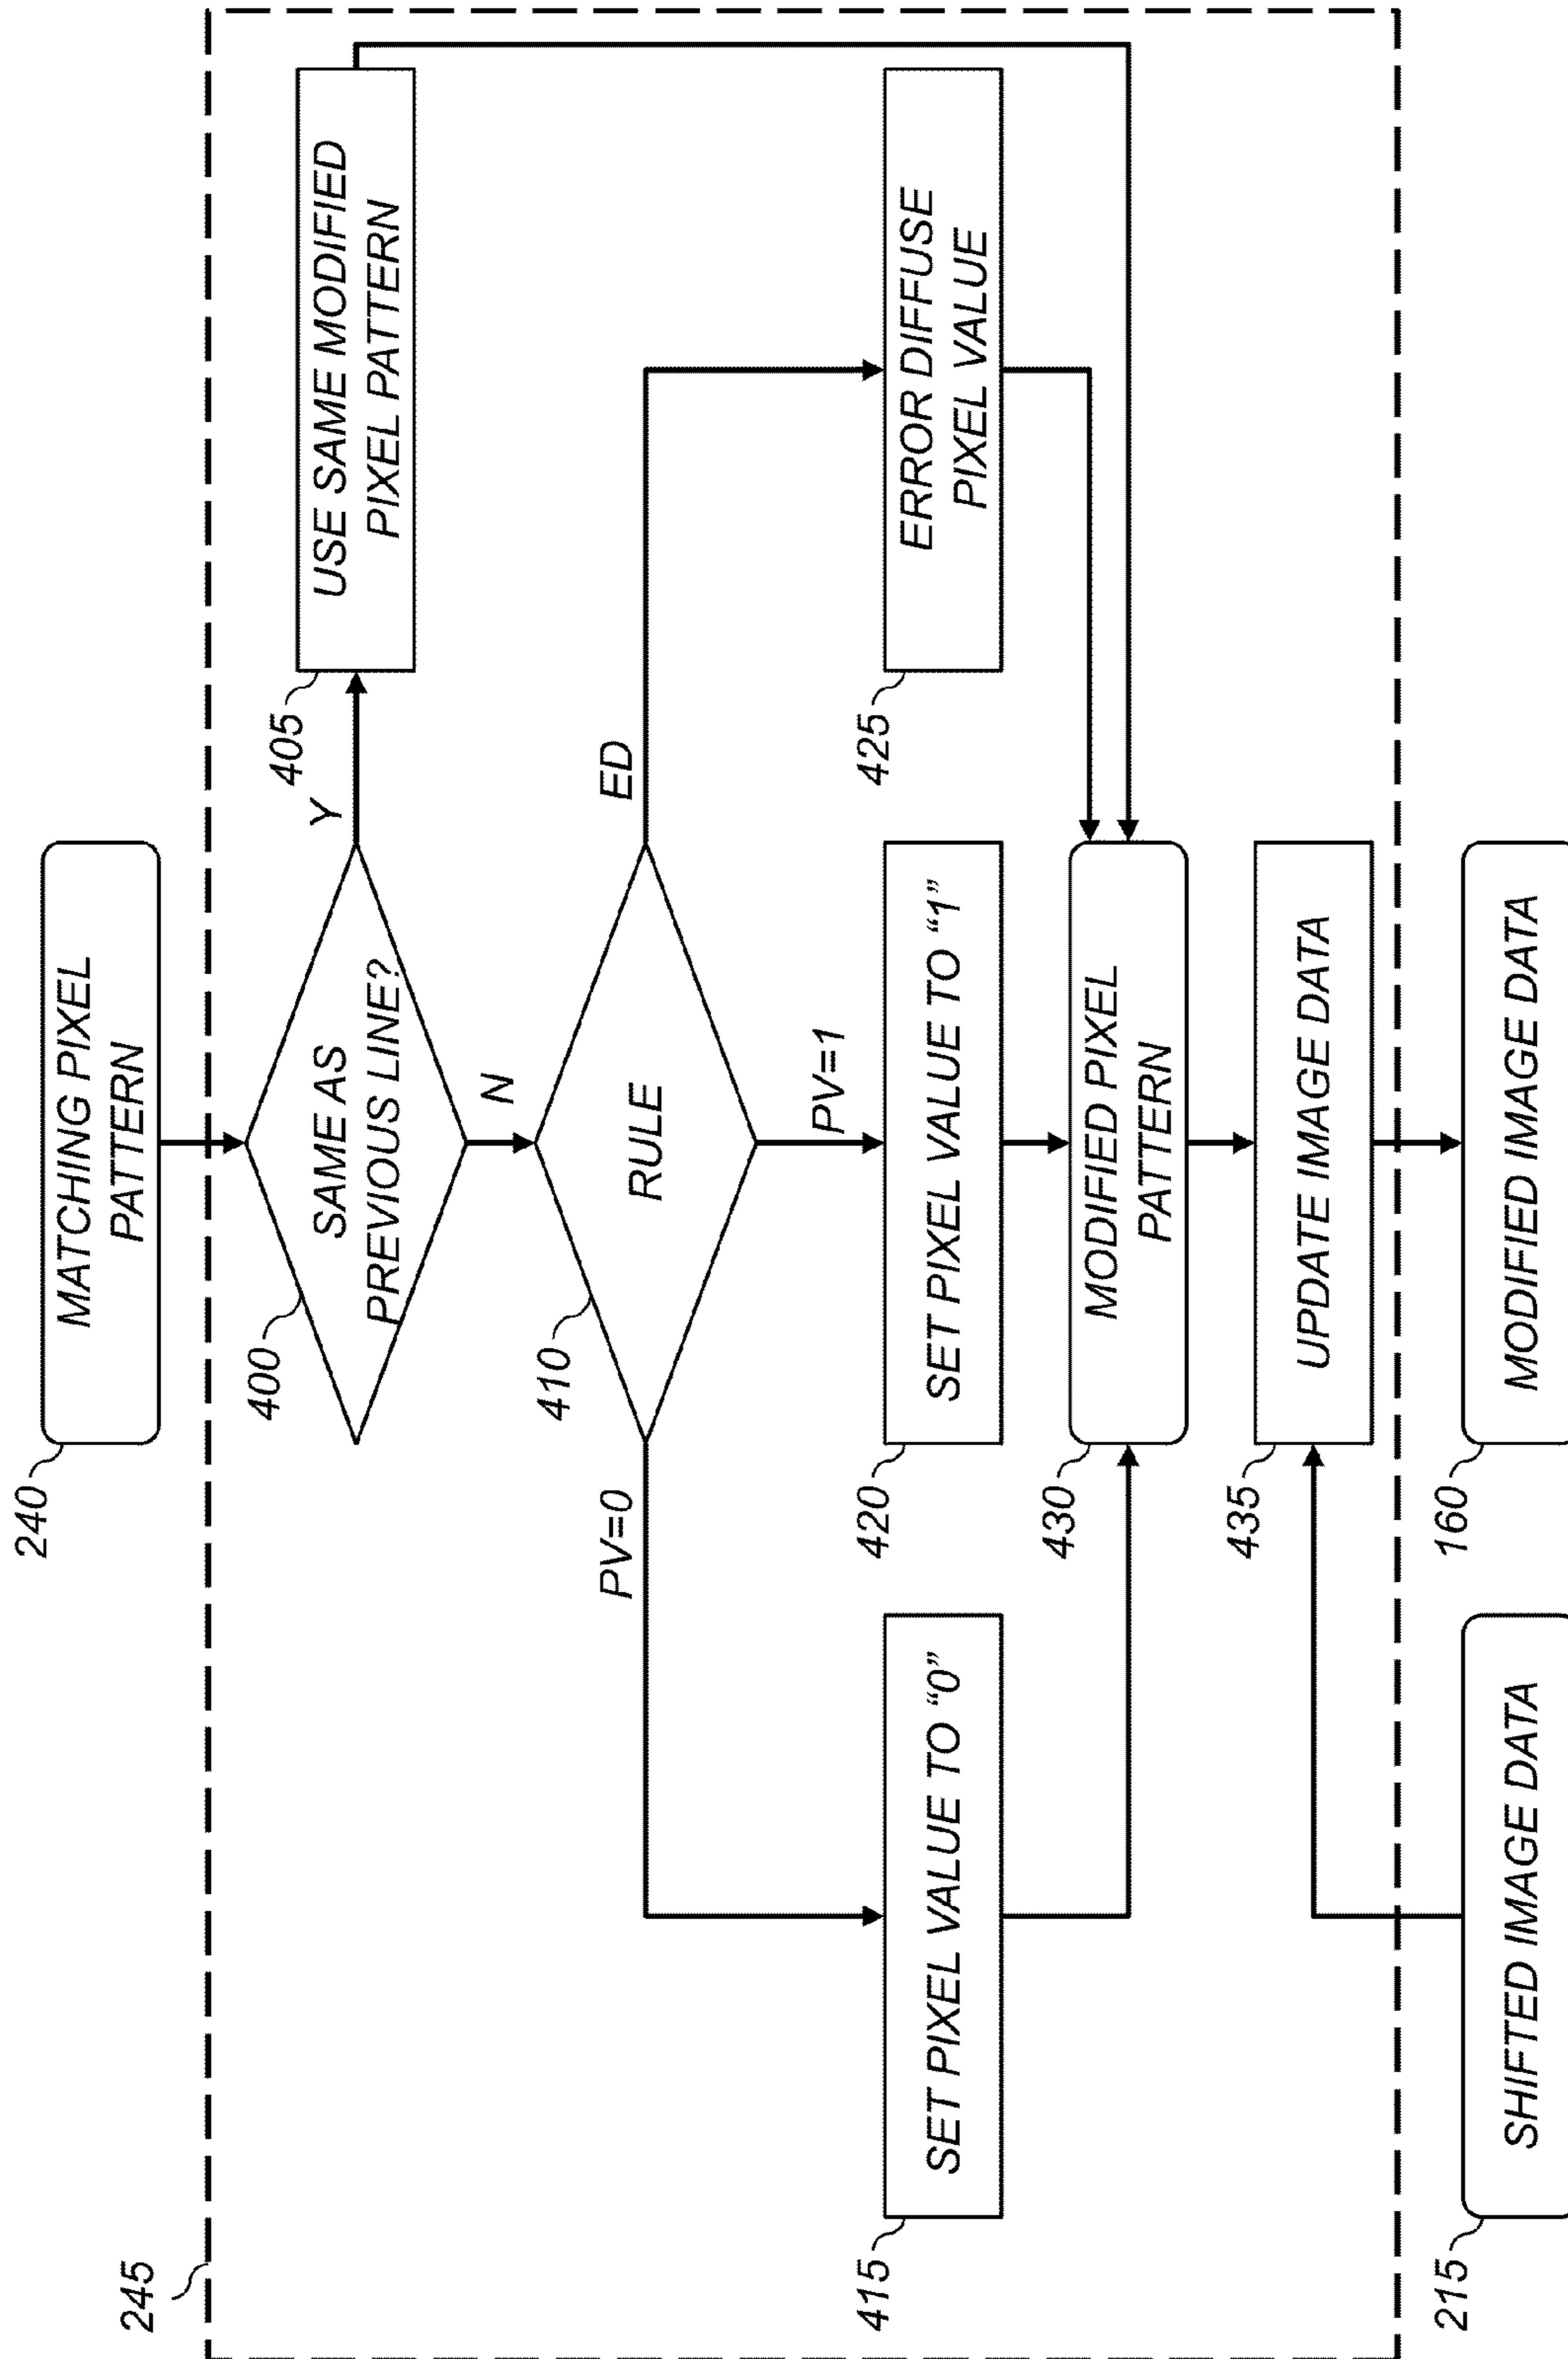 240
MATCHING PIXEL
PATTERN
245
400
SAME AS
PREVIOUS LINE?
Y
405
USE SAME MODIFIED
PIXEL PATTERN
N
410
RULE
PV=0
ED
PV=1
415
SET PIXEL VALUE TO “0”
420
SET PIXEL VALUE TO “1”
425
ERROR DIFFUSE
PIXEL VALUE
430
MODIFIED PIXEL
PATTERN
435
UPDATE IMAGE DATA
215
SHIFTED IMAGE DATA
160
MODIFIED IMAGE DATA